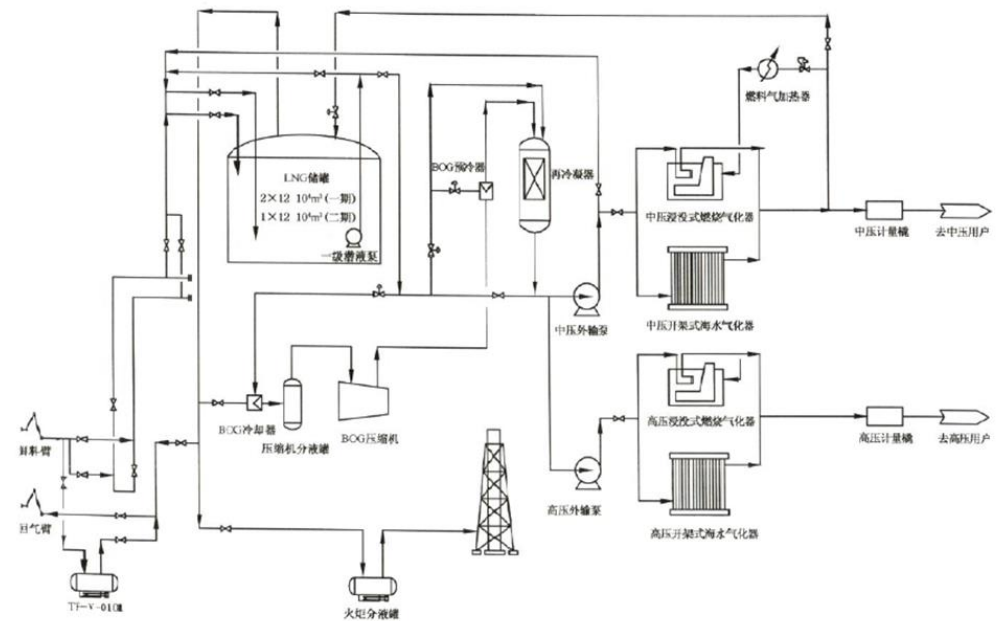 燃料气加热器
BOG预冷器
再冷凝器
LNG储罐
2×12 10⁴m³(一期)
1×12 10⁴m³(二期)
一级潜液泵
中压浸没式燃烧气化器
中压计量橇
去中压用户
中压外输泵
中压开架式海水气化器
BOG冷却器
压缩机分液罐
BOG压缩机
高压浸没式燃烧气化器
高压计量橇
去高压用户
卸料臂
回气臂
高压外输泵
高压开架式海水气化器
火炬分液罐